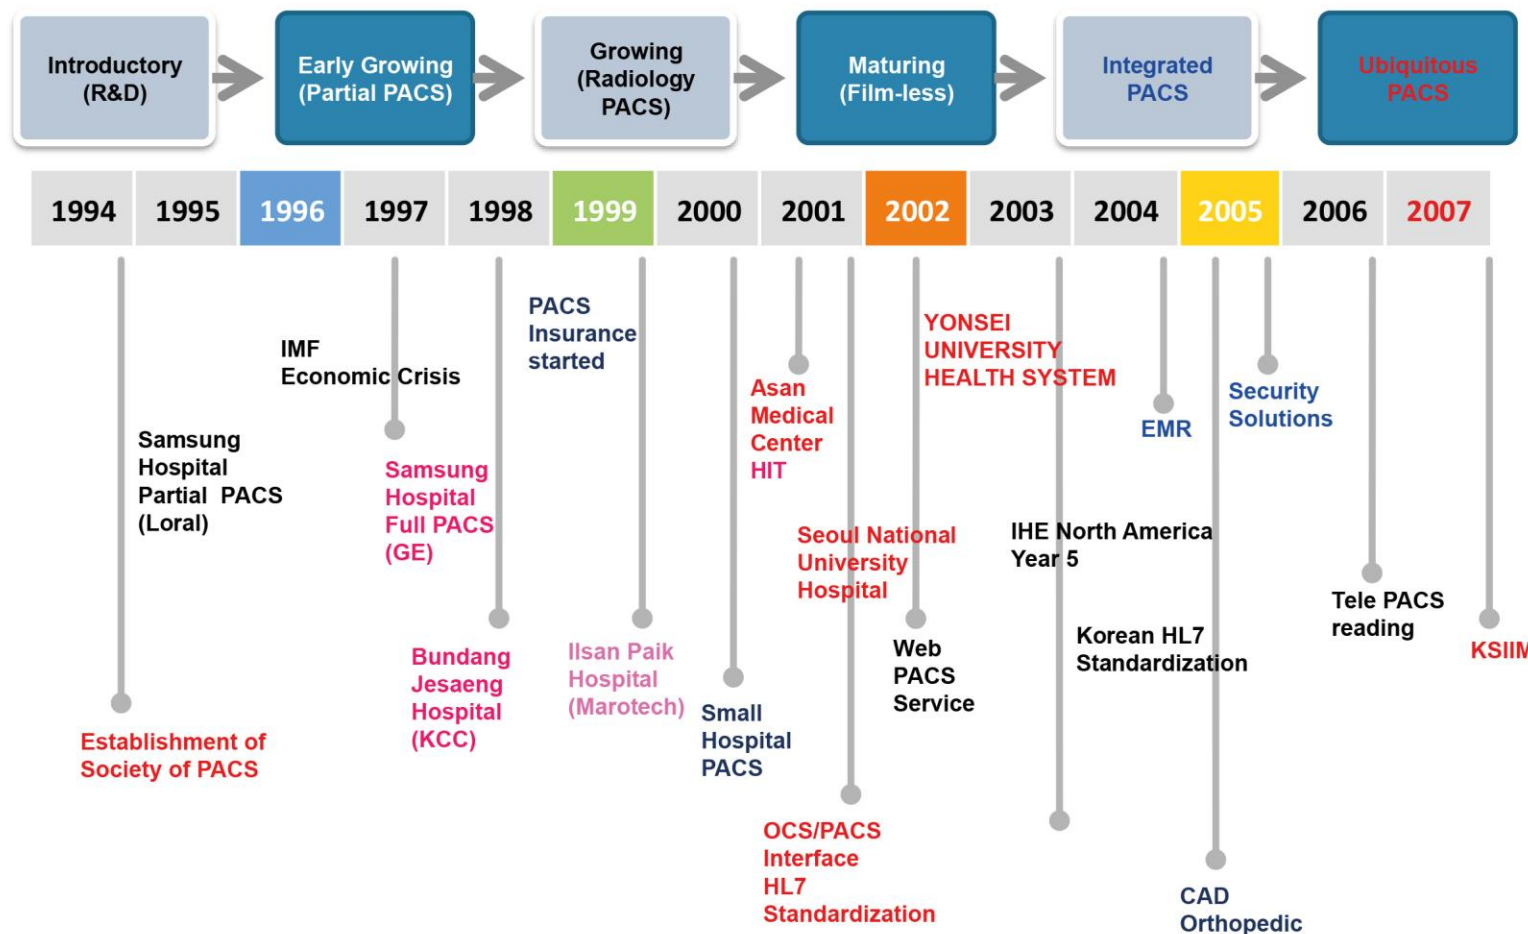 Introductory
(R&D)
Early Growing
(Partial PACS)
Growing
(Radiology
PACS)
Maturing
(Film-less)
Integrated
PACS
Ubiquitous
PACS
1994
1995
1996
1997
1998
1999
2000
2001
2002
2003
2004
2005
2006
2007
Establishment of
Society of PACS
Samsung
Hospital
Partial PACS
(Loral)
IMF
Economic Crisis
Samsung
Hospital
Full PACS
(GE)
Bundang
Jesaeng
Hospital
(KCC)
PACS
Insurance
started
Ilsan Paik
Hospital
(Marotech)
Small
Hospital
PACS
Asan
Medical
Center
HIT
Seoul National
University
Hospital
OCS/PACS
Interface
HL7
Standardization
YONSEI
UNIVERSITY
HEALTH SYSTEM
Web
PACS
Service
IHE North America
Year 5
Korean HL7
Standardization
EMR
CAD
Orthopedic
Security
Solutions
Tele PACS
reading
KSIIM